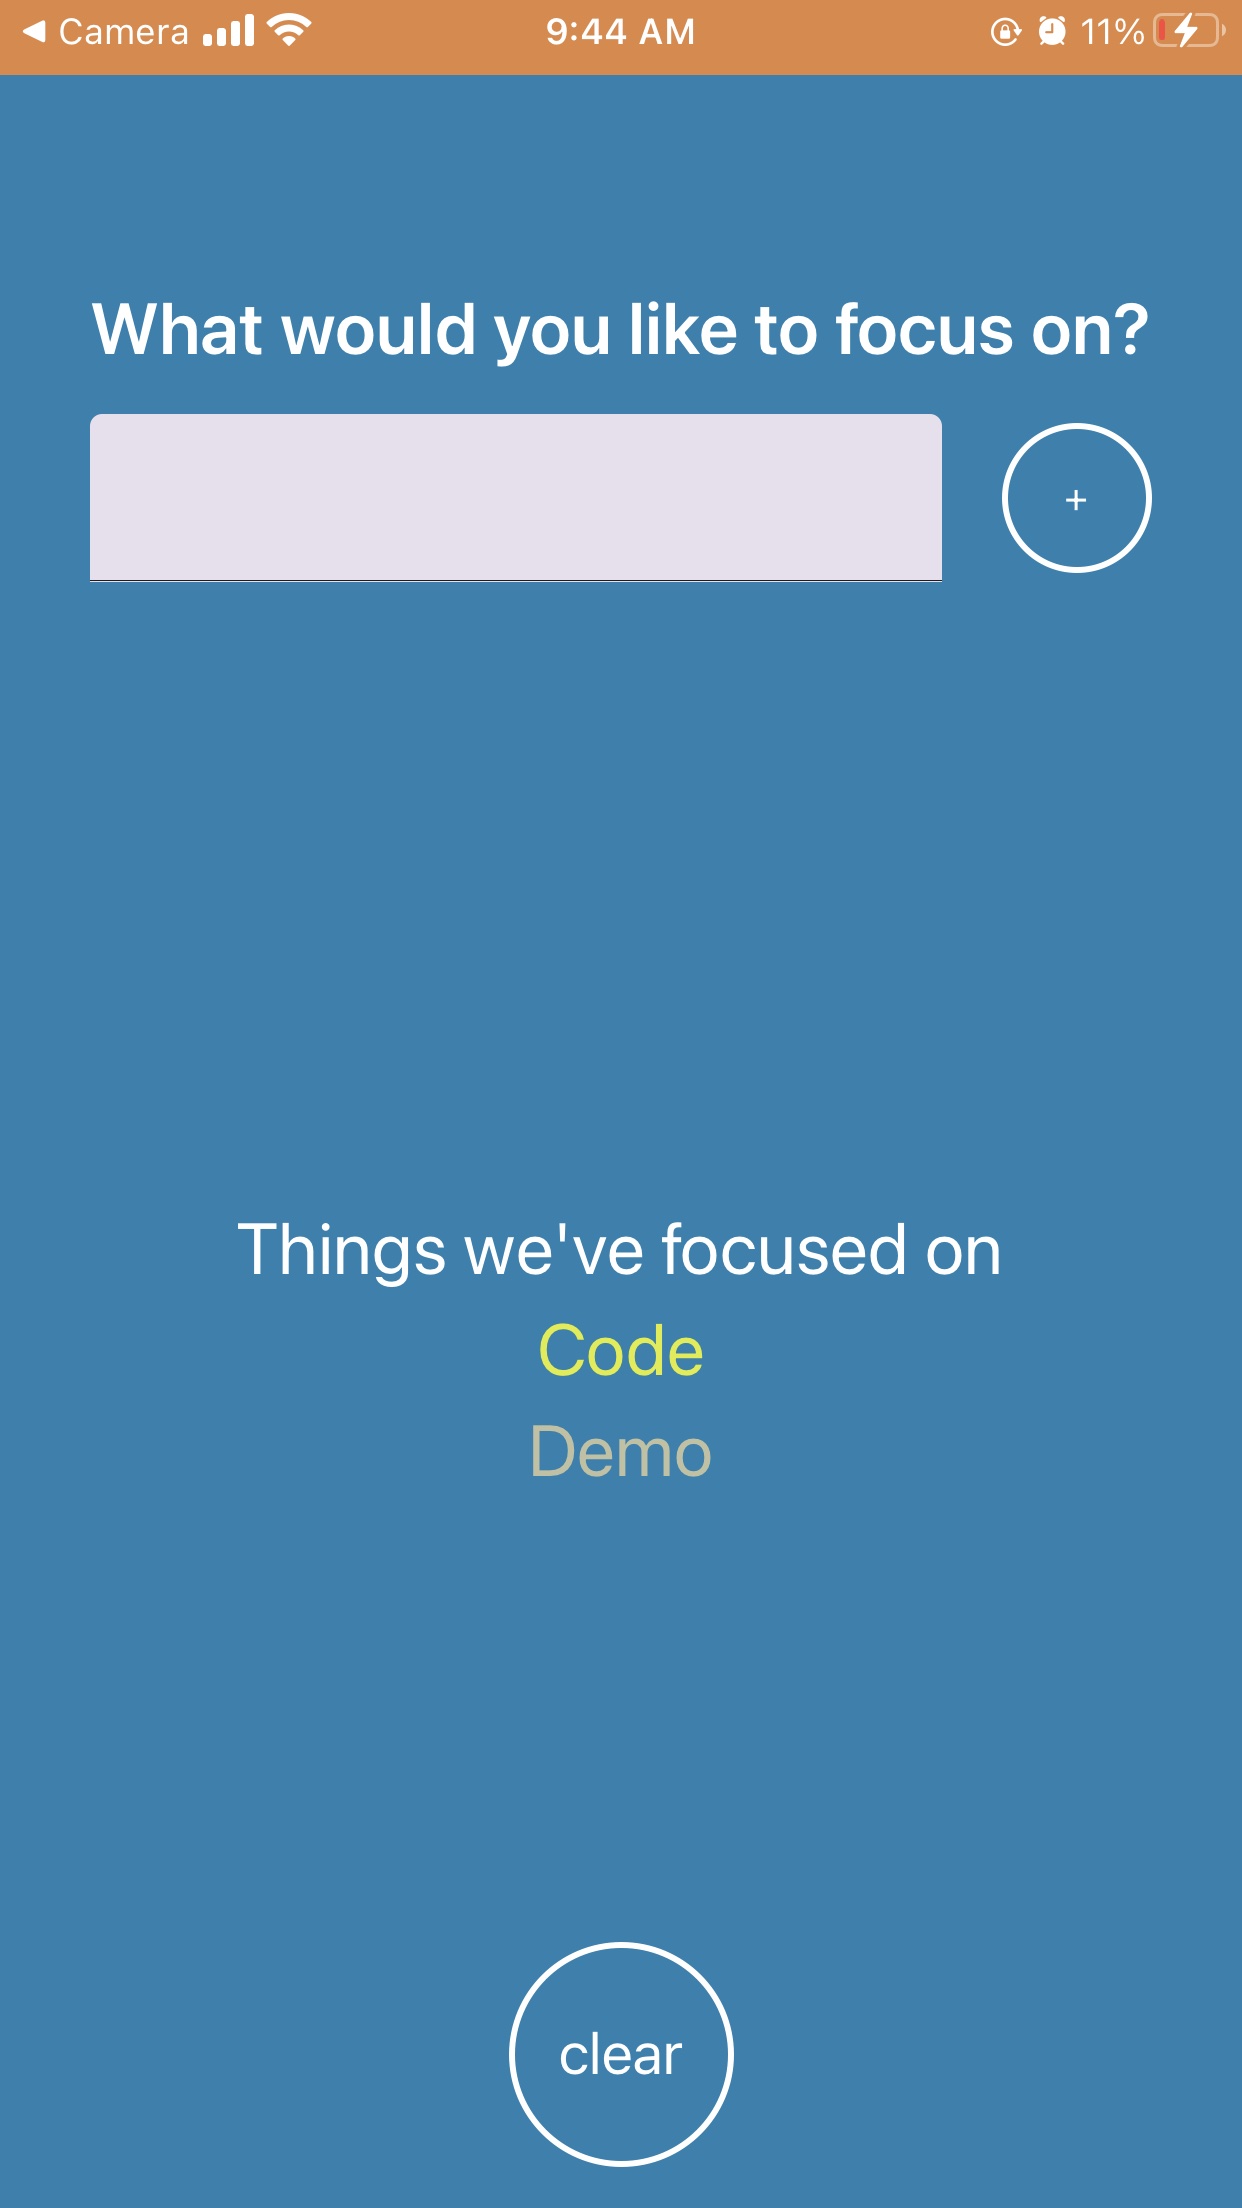 Camera 9:44 AM 11%
What would you like to focus on?
+
Things we've focused on
Code
Demo
clear